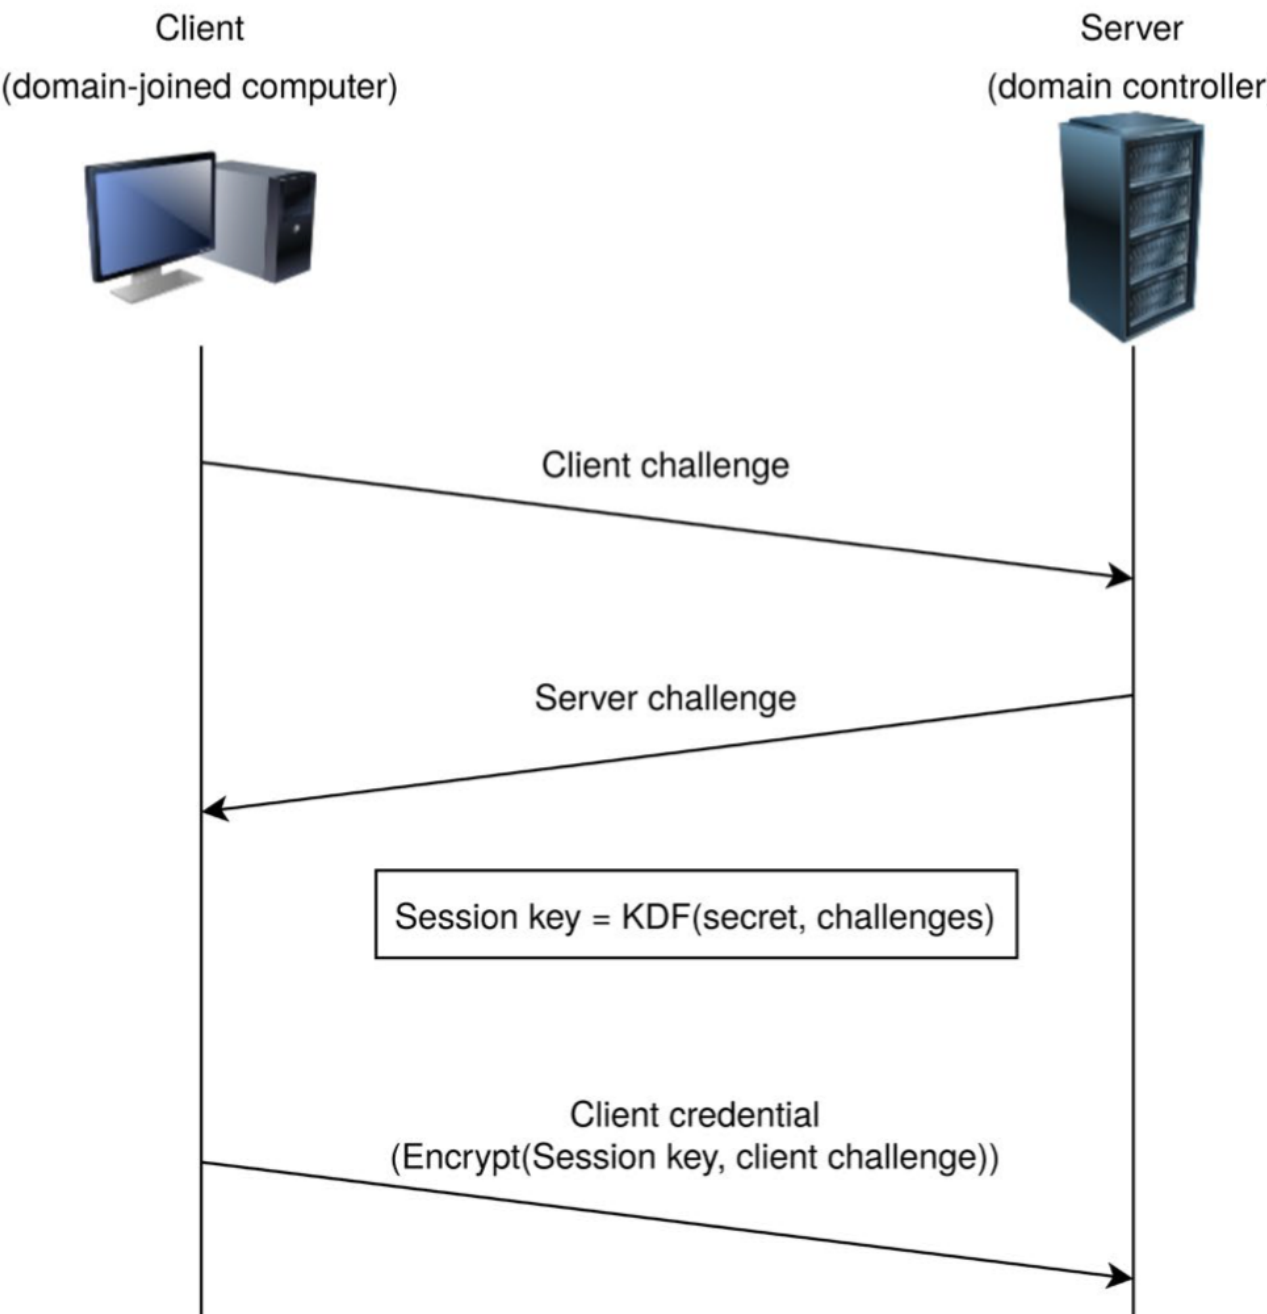 Client
(domain-joined computer)
Server
(domain controller
Client challenge
Server challenge
Session key = KDF(secret, challenges)
Client credential
(Encrypt(Session key, client challenge))